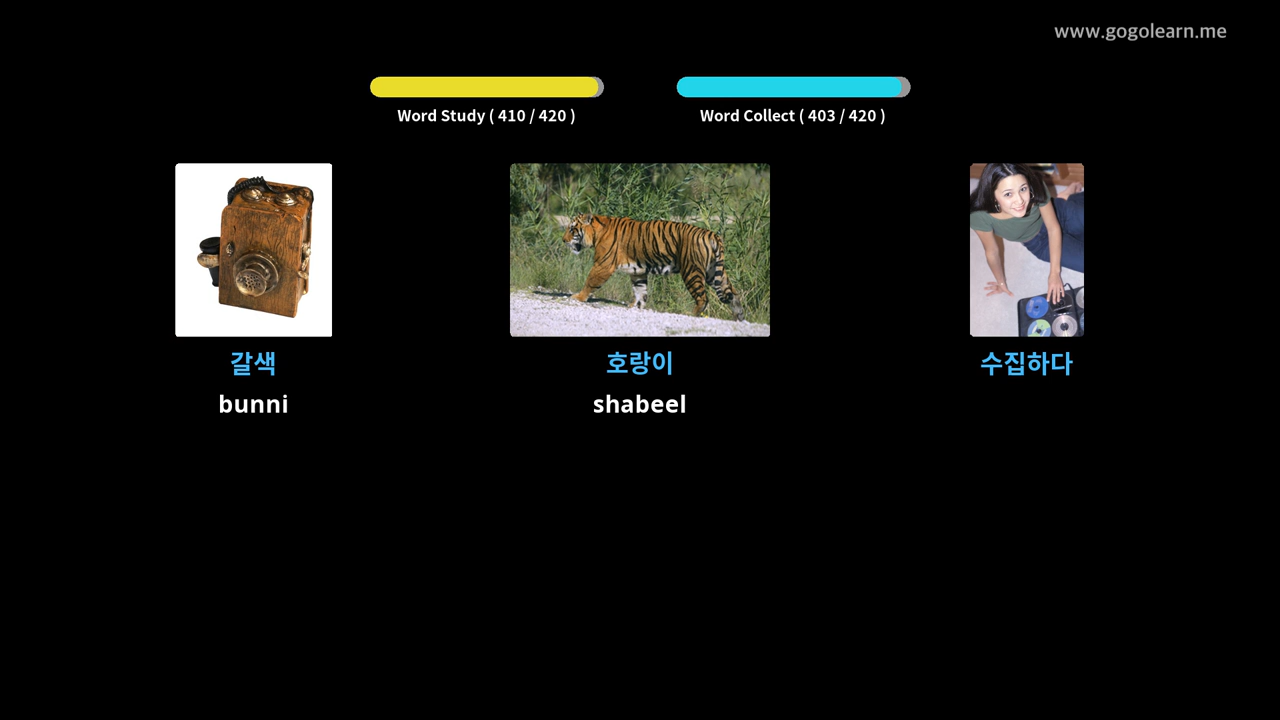 www.gogolearn.me
Word Study ( 410 / 420 )
Word Collect ( 403 / 420 )
갈색
호랑이
수집하다
bunni
shabeel